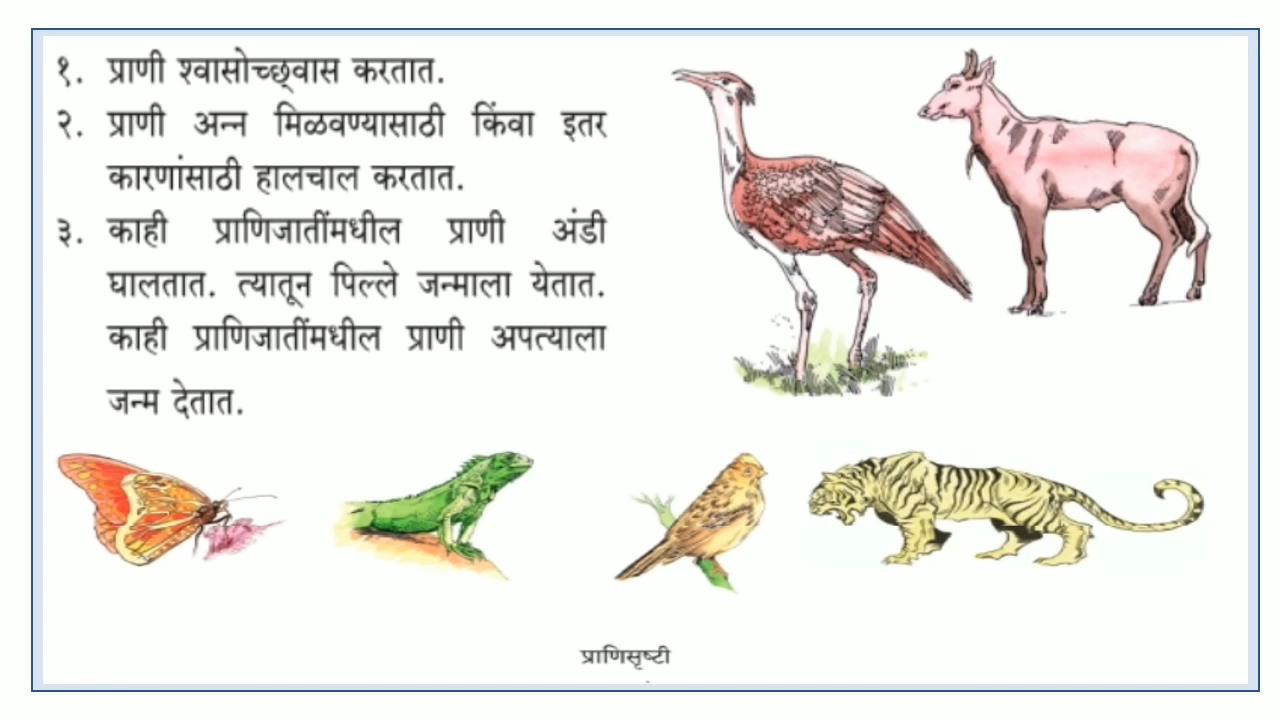 १. प्राणी श्वासोच्छ्वास करतात.
२. प्राणी अन्न मिळवण्यासाठी किंवा इतर
कारणांसाठी हालचाल करतात.
३. काही प्राणिजातींमधील प्राणी अंडी
घालतात. त्यातून पिल्ले जन्माला येतात.
काही प्राणिजातींमधील प्राणी अपत्याला
जन्म देतात.
प्राणिसृष्टी